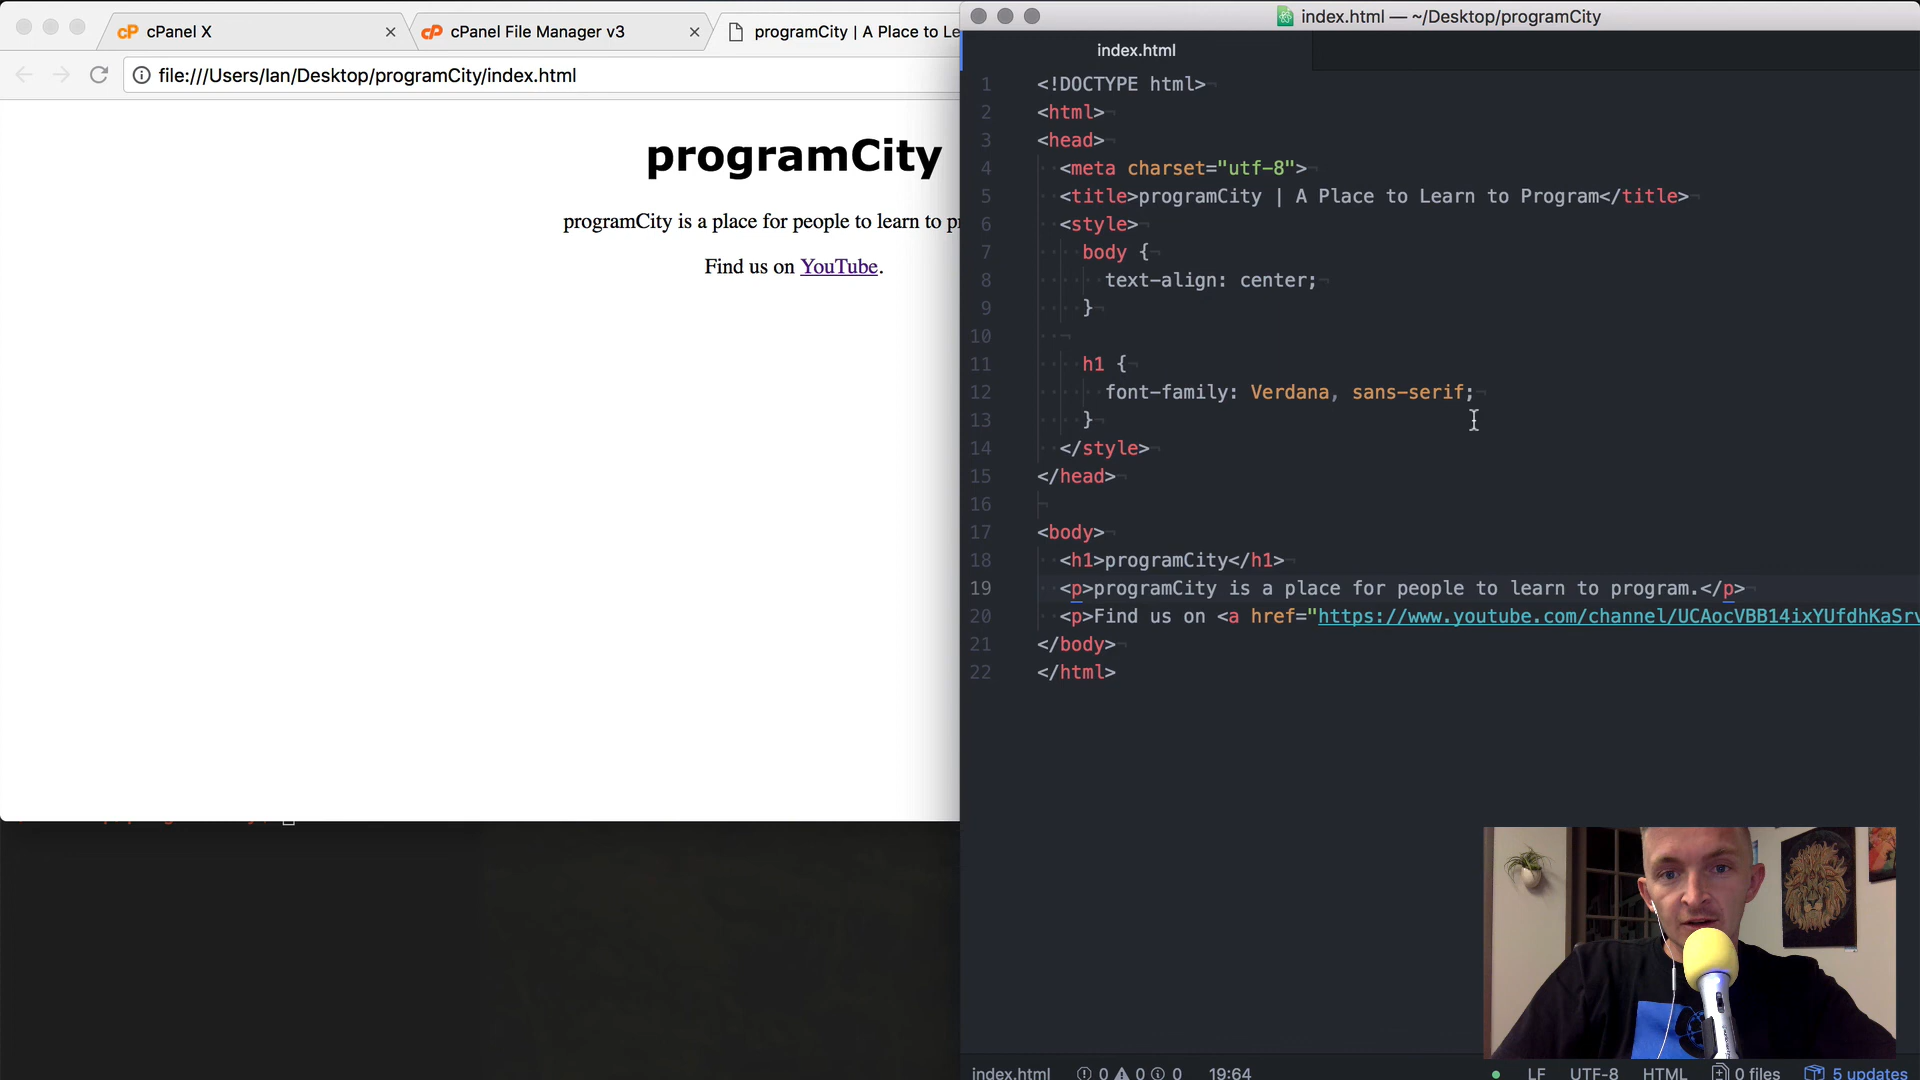 cPanel X
cPanel File Manager v3
programCity | A Place to Le
file:///Users/Ian/Desktop/programCity/index.html
programCity
programCity is a place for people to learn to p
Find us on YouTube.
index.html — ~/Desktop/programCity
index.html
1 <!DOCTYPE html>
2 <html>
3 <head>
4 <meta charset="utf-8">
5 <title>programCity | A Place to Learn to Program</title>
6 <style>
7 body {
8 text-align: center;
9 }
10
11 h1 {
12 font-family: Verdana, sans-serif;
13 }
14 </style>
15 </head>
16
17 <body>
18 <h1>programCity</h1>
19 <p>programCity is a place for people to learn to program.</p>
20 <p>Find us on <a href="https://www.youtube.com/channel/UCAocVBB14ixYUfdhKaSrv
21 </body>
22 </html>
index.html 0 0 0 19:64 LF UTF-8 HTML 0 files 5 updates